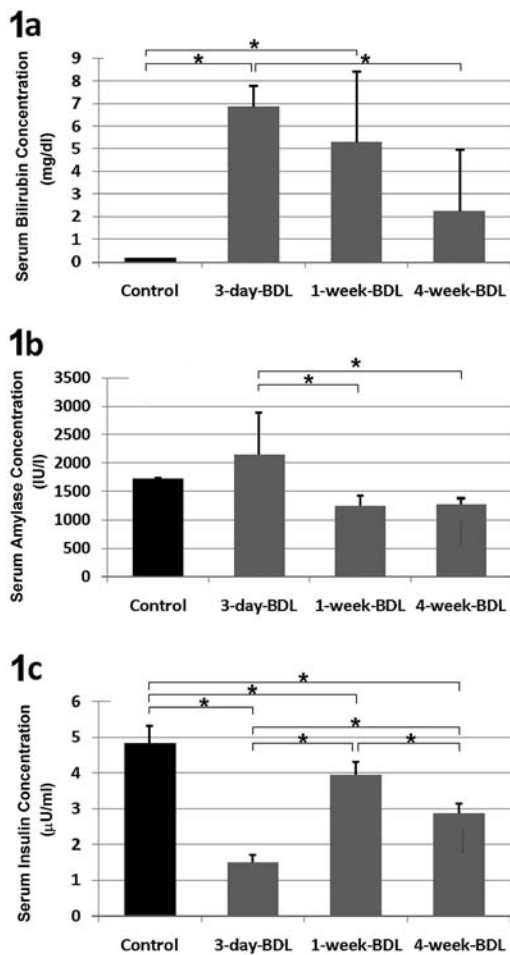 1a
* * *
Serum Bilirubin Concentration
(mg/dl)
9
8
7
6
5
4
3
2
1
0
Control 3-day-BDL 1-week-BDL 4-week-BDL
1b
* *
Serum Amylase Concentration
(IU/l)
3500
3000
2500
2000
1500
1000
500
0
Control 3-day-BDL 1-week-BDL 4-week-BDL
1c
* * * * * *
Serum Insulin Concentration
(µU/ml)
6
5
4
3
2
1
0
Control 3-day-BDL 1-week-BDL 4-week-BDL